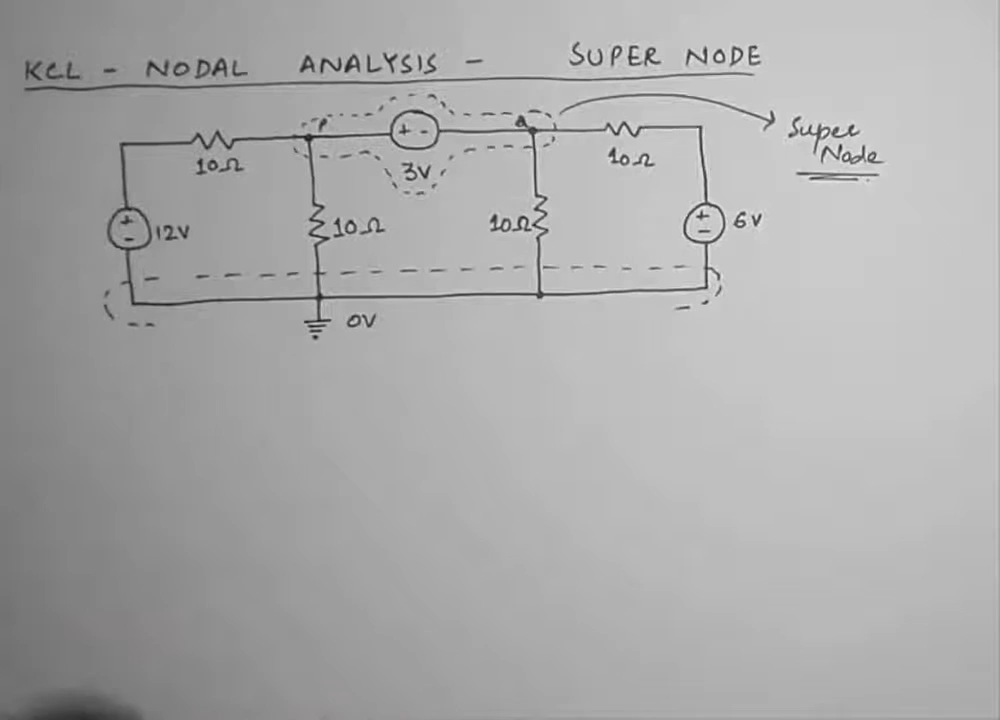 KCL - NODAL ANALYSIS - SUPER NODE
P
+ -
3V
10Ω
10Ω
Super
Node
10Ω
10Ω
+
-
12V
+
-
6V
0V